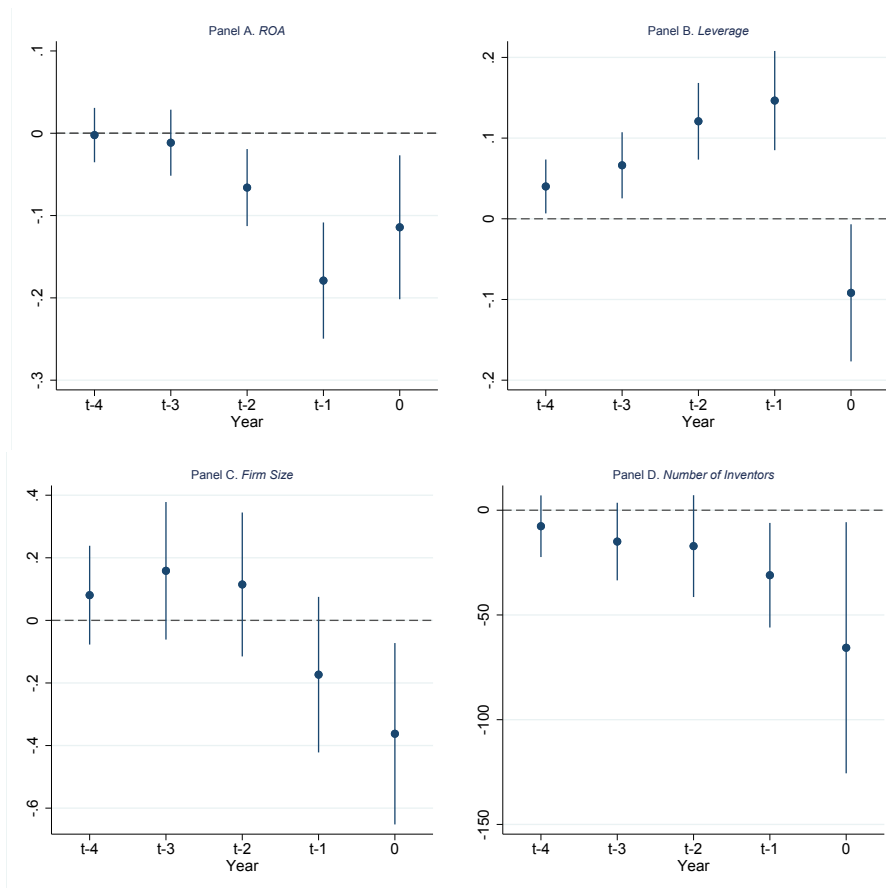 Panel A. ROA
.1
0
-.1
-.2
-.3
t-4 t-3 t-2 t-1 0
Year
Panel B. Leverage
.2
.1
0
-.1
-.2
t-4 t-3 t-2 t-1 0
Year
Panel C. Firm Size
.4
.2
0
-.2
-.4
-.6
t-4 t-3 t-2 t-1 0
Year
Panel D. Number of Inventors
0
-50
-100
-150
t-4 t-3 t-2 t-1 0
Year